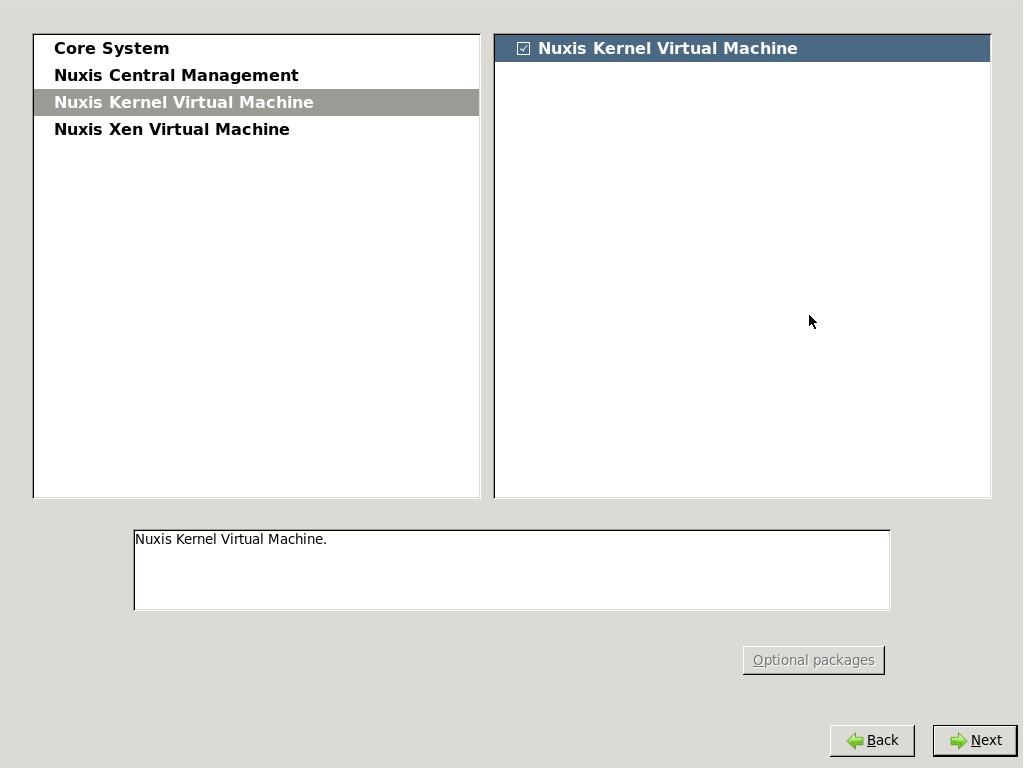 Core System
Nuxis Central Management
Nuxis Kernel Virtual Machine
Nuxis Xen Virtual Machine
Nuxis Kernel Virtual Machine
Nuxis Kernel Virtual Machine.
Optional packages
Back
Next